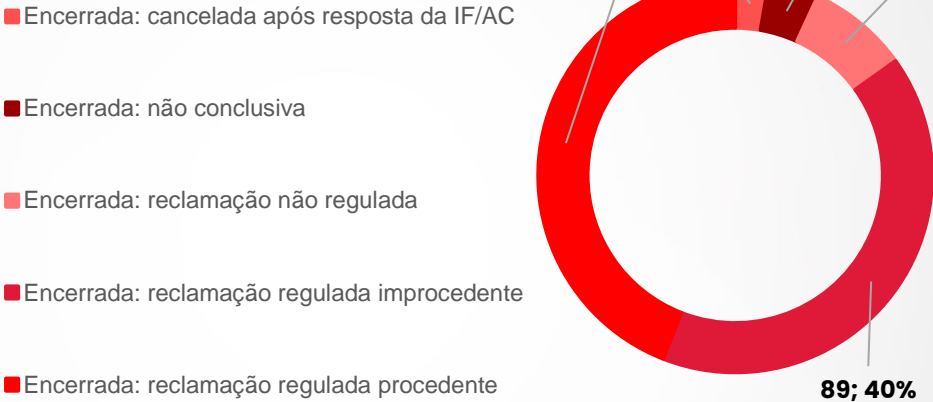 Encerrada: cancelada após resposta da IF/AC
Encerrada: não conclusiva
Encerrada: reclamação não regulada
Encerrada: reclamação regulada improcedente
Encerrada: reclamação regulada procedente
89; 40%